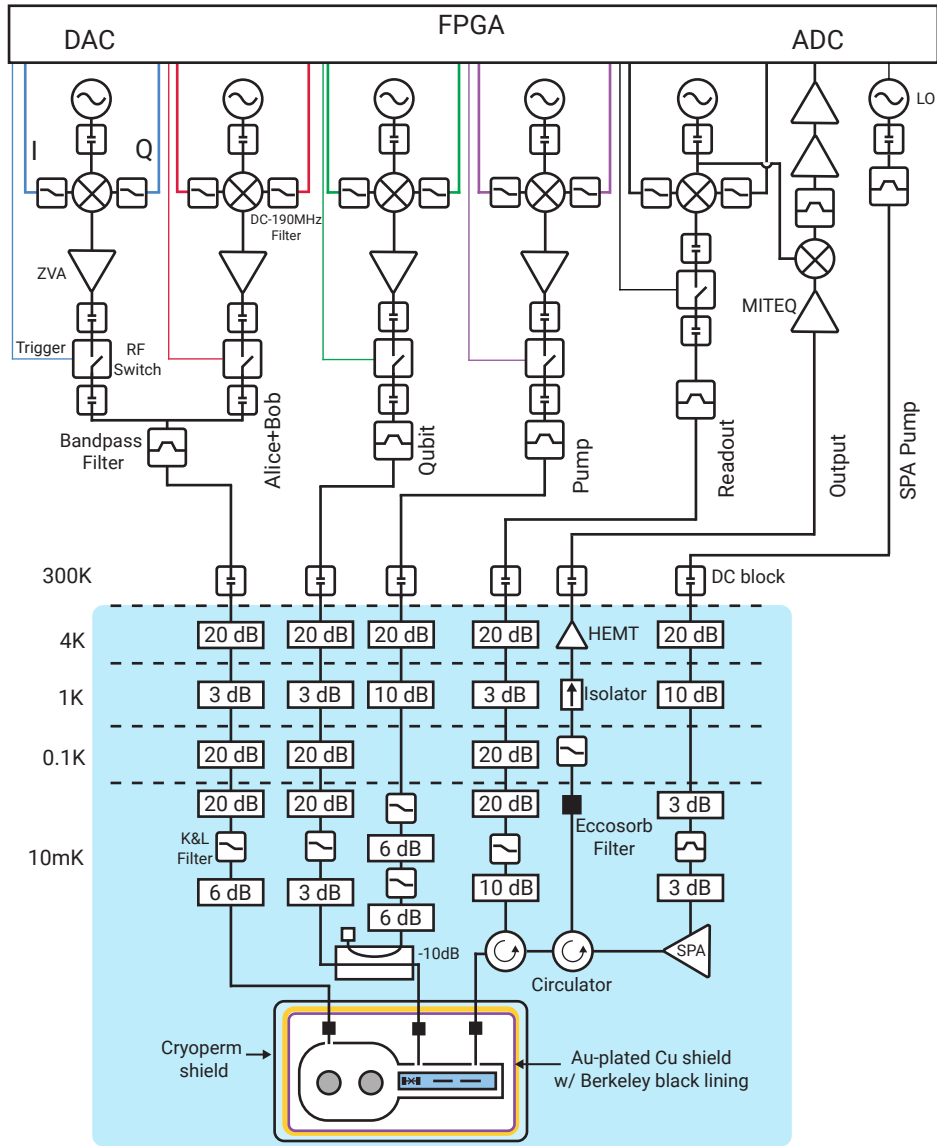 FPGA
DAC
ADC
LO
I
Q
DC-190MHz
Filter
ZVA
MITEQ
Trigger
RF
Switch
Bandpass
Filter
Alice+Bob
Qubit
Pump
Readout
Output
SPA Pump
300K
DC block
4K
20 dB
20 dB
20 dB
20 dB
HEMT
20 dB
1K
3 dB
3 dB
10 dB
3 dB
Isolator
10 dB
0.1K
20 dB
20 dB
20 dB
20 dB
20 dB
20 dB
3 dB
Eccosorb
Filter
K&L
Filter
10mK
6 dB
6 dB
3 dB
10 dB
3 dB
6 dB
-10dB
SPA
Circulator
Cryoperm
shield
Au-plated Cu shield
w/ Berkeley black lining